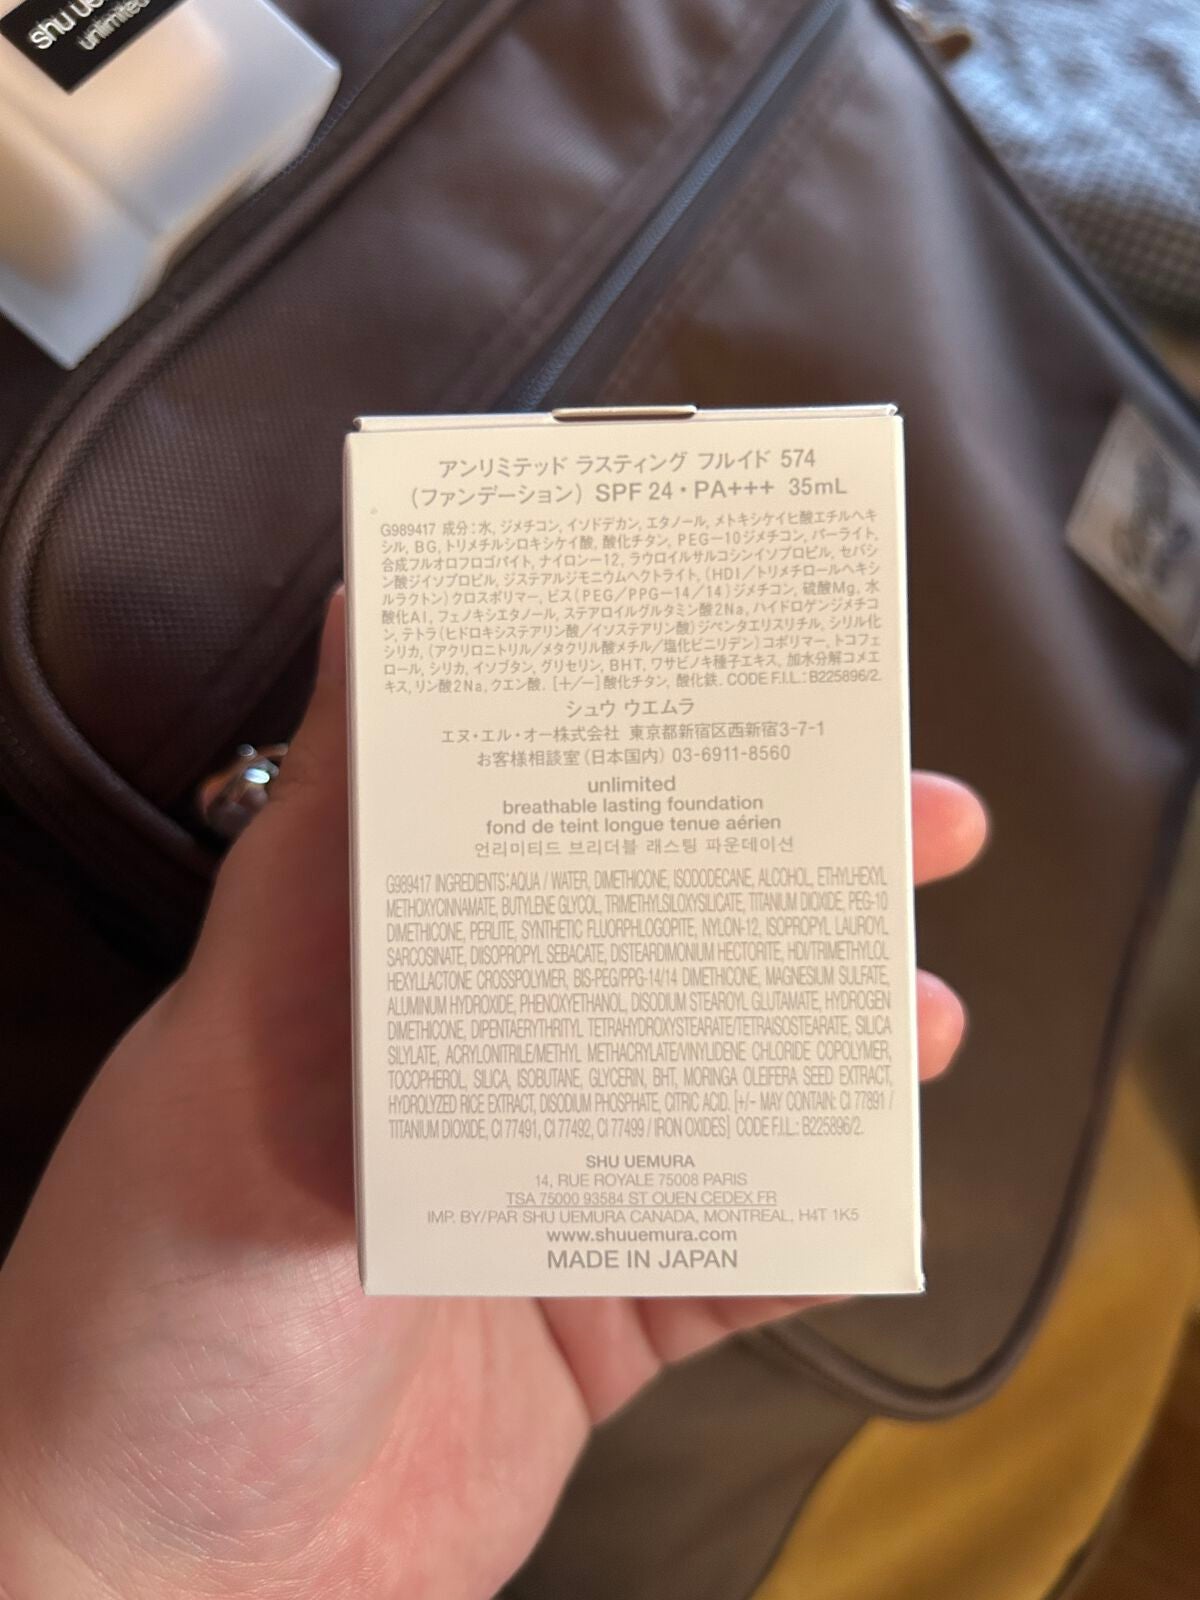 shu
unlimited
アンリミテッド ラスティング フルイド 574
(ファンデーション) SPF 24・PA+++ 35mL
G989417 成分:水, ジメチコン, イソドデカン, エタノール, メトキシケイヒ酸エチルヘキ
シル, BG, トリメチルシロキシケイ酸, 酸化チタン, PEG-10ジメチコン, パーライト,
合成フルオロフロゴパイト, ナイロン-12, ラウロイルサルコシンイソプロピル, セバシ
ン酸ジイソプロピル, ジステアルジモニウムヘクトライト, (HDI/トリメチロールヘキシ
ルラクトン)クロスポリマー, ビス(PEG/PPG-14/14)ジメチコン, 硫酸Mg, 水
酸化Al, フェノキシエタノール, ステアロイルグルタミン酸2Na, ハイドロゲンジメチコ
ン, テトラ(ヒドロキシステアリン酸/イソステアリン酸)ジペンタエリスリチル, シリル化
シリカ, (アクリロニトリル/メタクリル酸メチル/塩化ビニリデン)コポリマー, トコフェ
ロール, シリカ, イソブタン, グリセリン, BHT, ワサビノキ種子エキス, 加水分解コメエ
キス, リン酸2Na, クエン酸. [+/-]酸化チタン, 酸化鉄. CODE F.I.L.: B225896/2.
シュウ ウエムラ
エヌ・エル・オー株式会社 東京都新宿区西新宿3-7-1
お客様相談室(日本国内) 03-6911-8560
unlimited
breathable lasting foundation
fond de teint longue tenue aérien
언리미티드 브리더블 래스팅 파운데이션
G989417 INGREDIENTS: AQUA / WATER, DIMETHICONE, ISODODECANE, ALCOHOL, ETHYLHEXYL
METHOXYCINNAMATE, BUTYLENE GLYCOL, TRIMETHYLSILOXYSILICATE, TITANIUM DIOXIDE, PEG-10
DIMETHICONE, PERLITE, SYNTHETIC FLUORPHLOGOPITE, NYLON-12, ISOPROPYL LAUROYL
SARCOSINATE, DIISOPROPYL SEBACATE, DISTEARDIMONIUM HECTORITE, HDI/TRIMETHYLOL
HEXYLLACTONE CROSSPOLYMER, BIS-PEG/PPG-14/14 DIMETHICONE, MAGNESIUM SULFATE,
ALUMINUM HYDROXIDE, PHENOXYETHANOL, DISODIUM STEAROYL GLUTAMATE, HYDROGEN
DIMETHICONE, DIPENTAERYTHRITYL TETRAHYDROXYSTEARATE/TETRAISOSTEARATE, SILICA
SILYLATE, ACRYLONITRILE/METHYL METHACRYLATE/VINYLIDENE CHLORIDE COPOLYMER,
TOCOPHEROL, SILICA, ISOBUTANE, GLYCERIN, BHT, MORINGA OLEIFERA SEED EXTRACT,
HYDROLYZED RICE EXTRACT, DISODIUM PHOSPHATE, CITRIC ACID. [+/- MAY CONTAIN: CI 77891 /
TITANIUM DIOXIDE, CI 77491, CI 77492, CI 77499 / IRON OXIDES] CODE F.I.L.: B225896/2.
SHU UEMURA
14, RUE ROYALE 75008 PARIS
TSA 75000 93584 ST OUEN CEDEX FR
IMP. BY/PAR SHU UEMURA CANADA, MONTREAL, H4T 1K5
www.shuuemura.com
MADE IN JAPAN